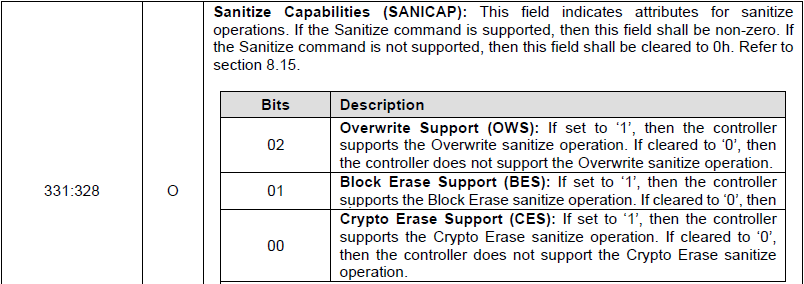 Sanitize Capabilities (SANICAP): This field indicates attributes for sanitize
operations. If the Sanitize command is supported, then this field shall be non-zero. If
the Sanitize command is not supported, then this field shall be cleared to 0h. Refer to
section 8.15.
Bits Description
02
Overwrite Support (OWS): If set to ‘1’, then the controller
supports the Overwrite sanitize operation. If cleared to ‘0’, then
the controller does not support the Overwrite sanitize operation.
331:328 O
01
Block Erase Support (BES): If set to ‘1’, then the controller
supports the Block Erase sanitize operation. If cleared to ‘0’, then
00
Crypto Erase Support (CES): If set to ‘1’, then the controller
supports the Crypto Erase sanitize operation. If cleared to ‘0’,
then the controller does not support the Crypto Erase sanitize
operation.